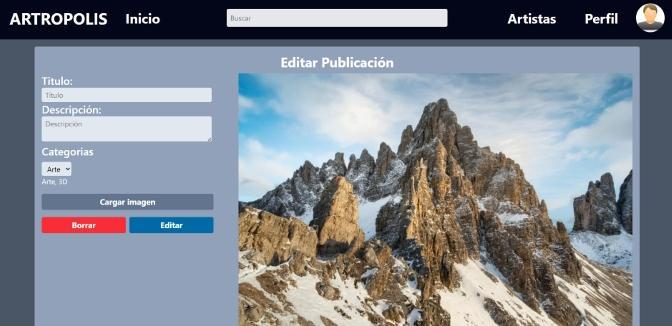 ARTROPOLIS Inicio Buscar Artistas Perfil
Editar Publicación
Titulo:
Titulo
Descripción:
Descripción
Categorias
Arte
Arte, 3D
Cargar imagen
Borrar Editar